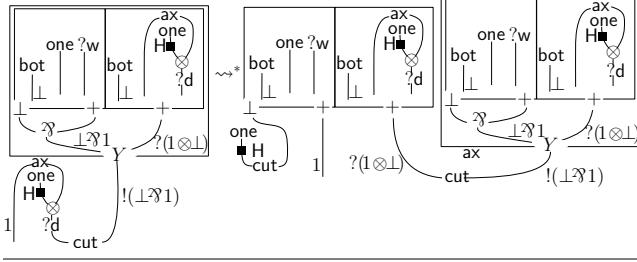 ax
one
H
⊗
?d
one ?w
bot
⊥
bot
⊥
⊥
+
+
⅋
⊥⅋1
Y
?(1⊗⊥)
!(⊥⅋1)
ax
one
H
⊗
?d
1
cut
⇝*
ax
one
H
⊗
?d
one ?w
bot
⊥
bot
⊥
⊥
+
+
one
H
cut
1
?(1⊗⊥)
cut
ax
one
H
⊗
?d
one ?w
bot
⊥
bot
⊥
⊥
+
+
⅋
⊥⅋1
Y
?(1⊗⊥)
ax
!(⊥⅋1)